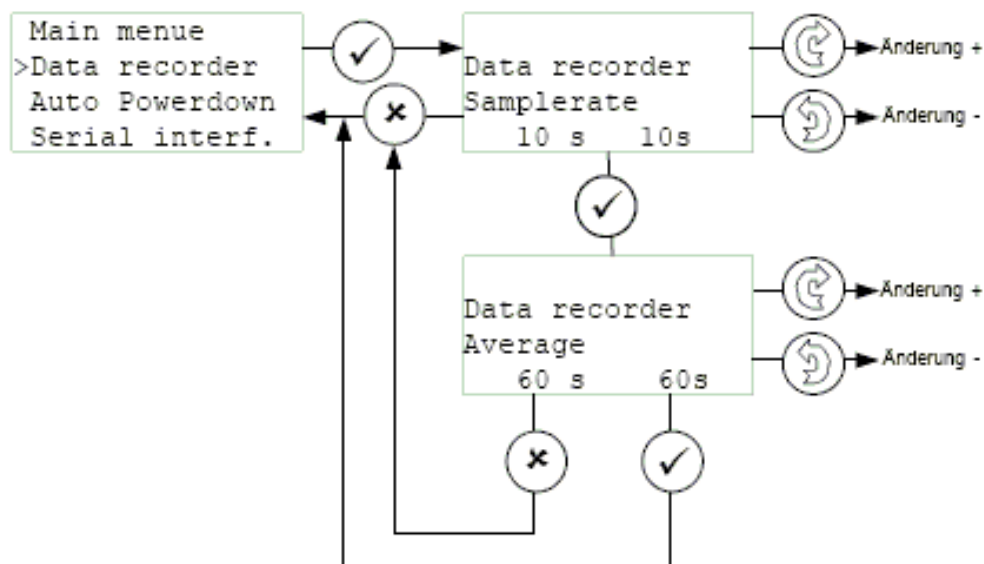 Main menue
>Data recorder
Auto Powerdown
Serial interf.
Data recorder
Samplerate
10 s 10s
Änderung +
Änderung -
Data recorder
Average
60 s 60s
Änderung +
Änderung -